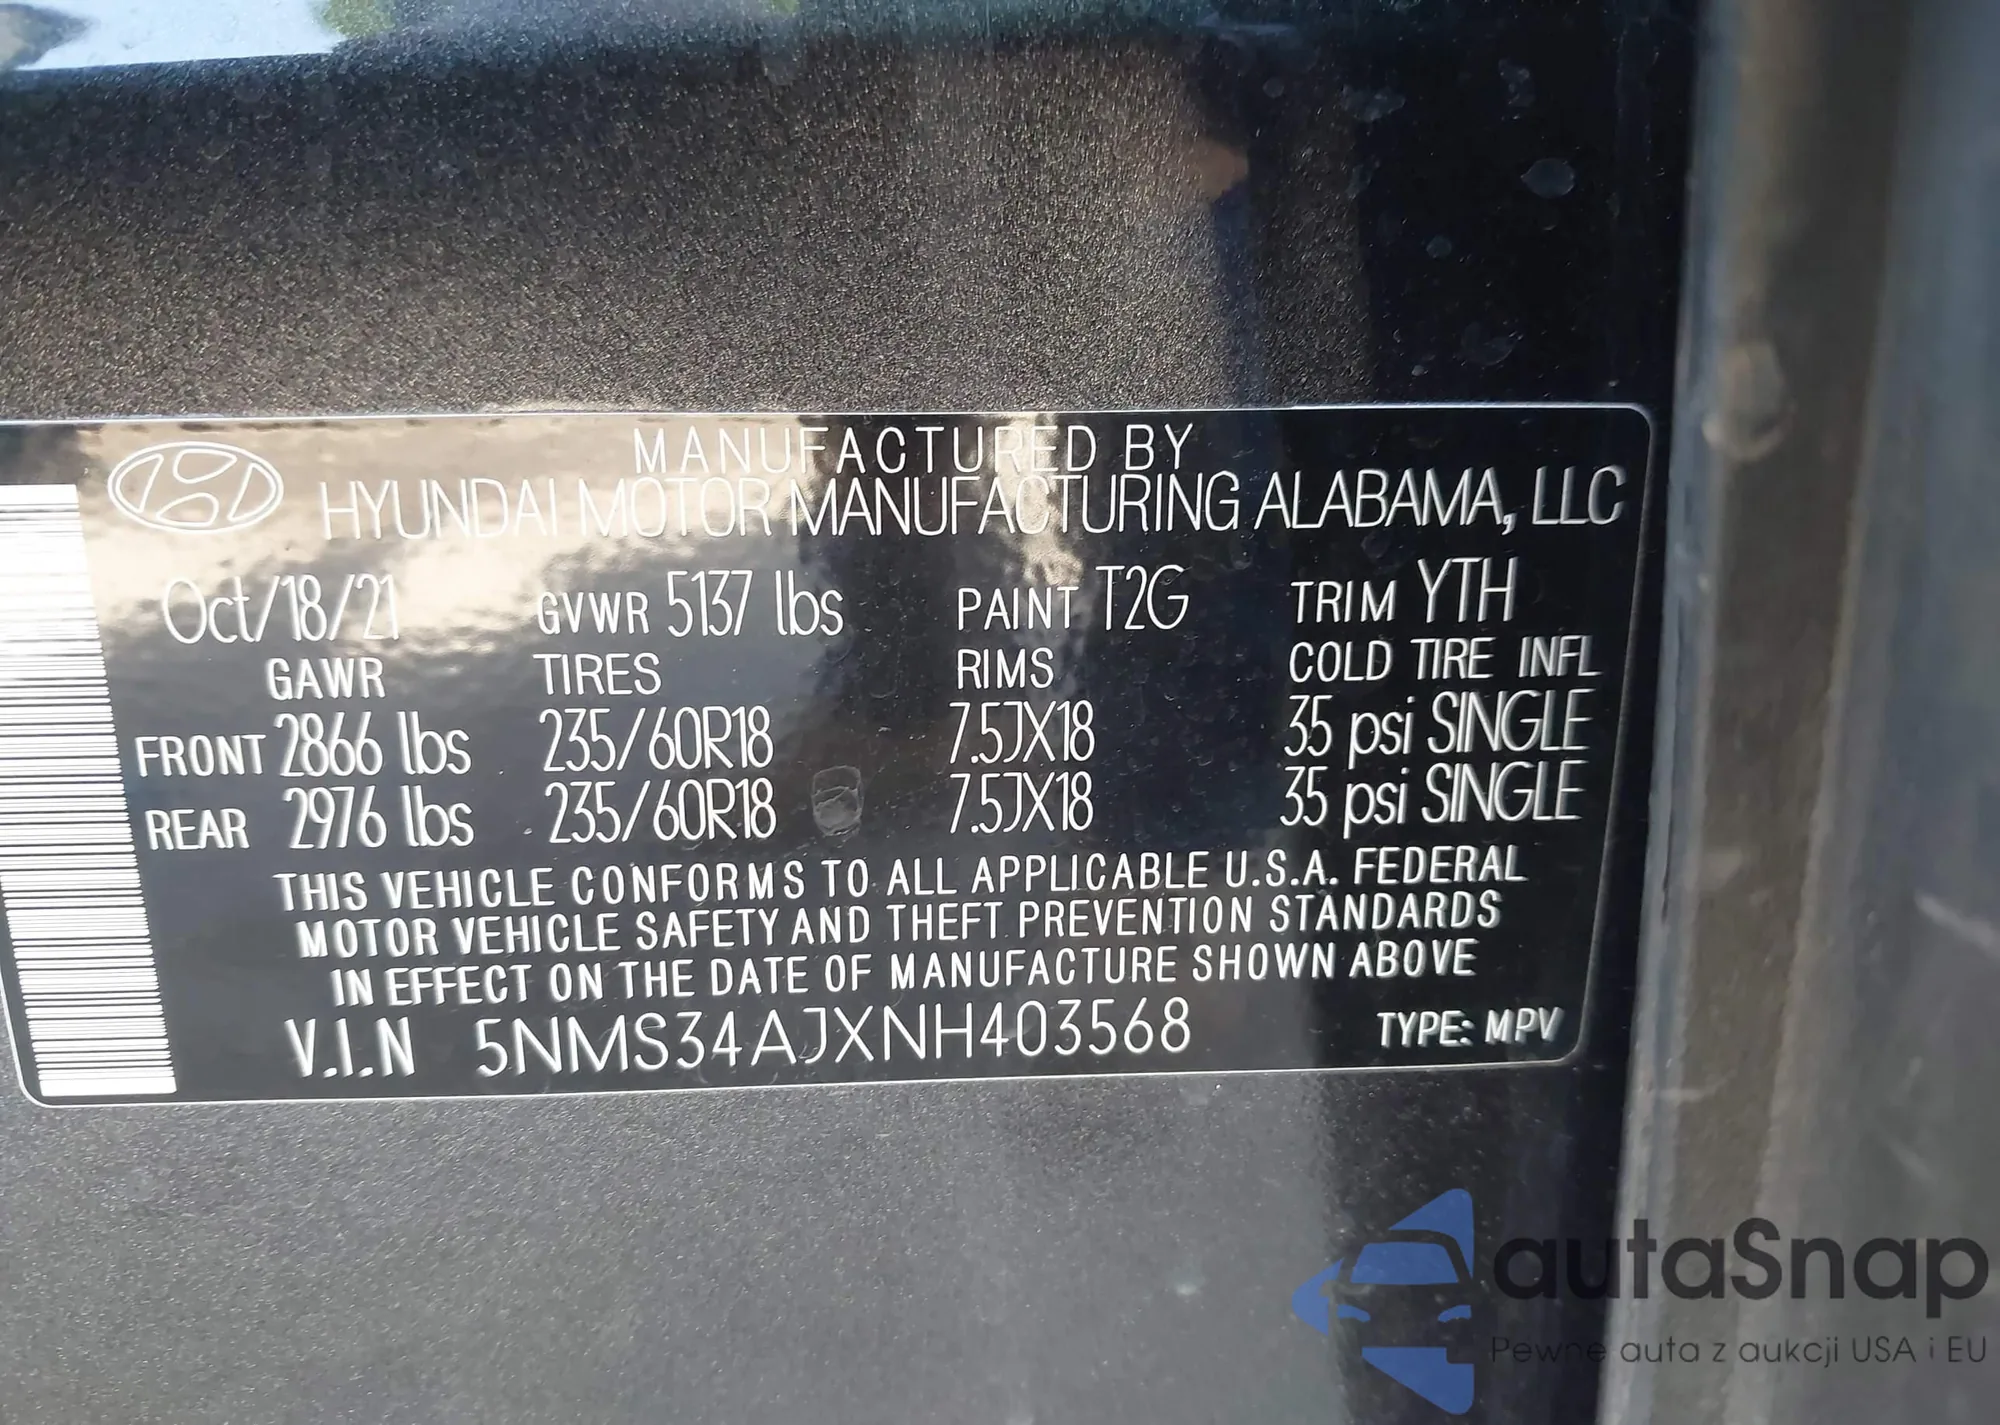 MANUFACTURED BY
HYUNDAI MOTOR MANUFACTURING ALABAMA, LLC
Oct/18/21 GVWR 5137 lbs PAINT T2G TRIM YTH
GAWR TIRES RIMS COLD TIRE INFL
FRONT 2866 lbs 235/60R18 7.5JX18 35 psi SINGLE
REAR 2976 lbs 235/60R18 7.5JX18 35 psi SINGLE
THIS VEHICLE CONFORMS TO ALL APPLICABLE U.S.A. FEDERAL
MOTOR VEHICLE SAFETY AND THEFT PREVENTION STANDARDS
IN EFFECT ON THE DATE OF MANUFACTURE SHOWN ABOVE
V.I.N 5NMS34AJXNH403568 TYPE: MPV
autaSnap
Pewne auta z aukcji USA i EU